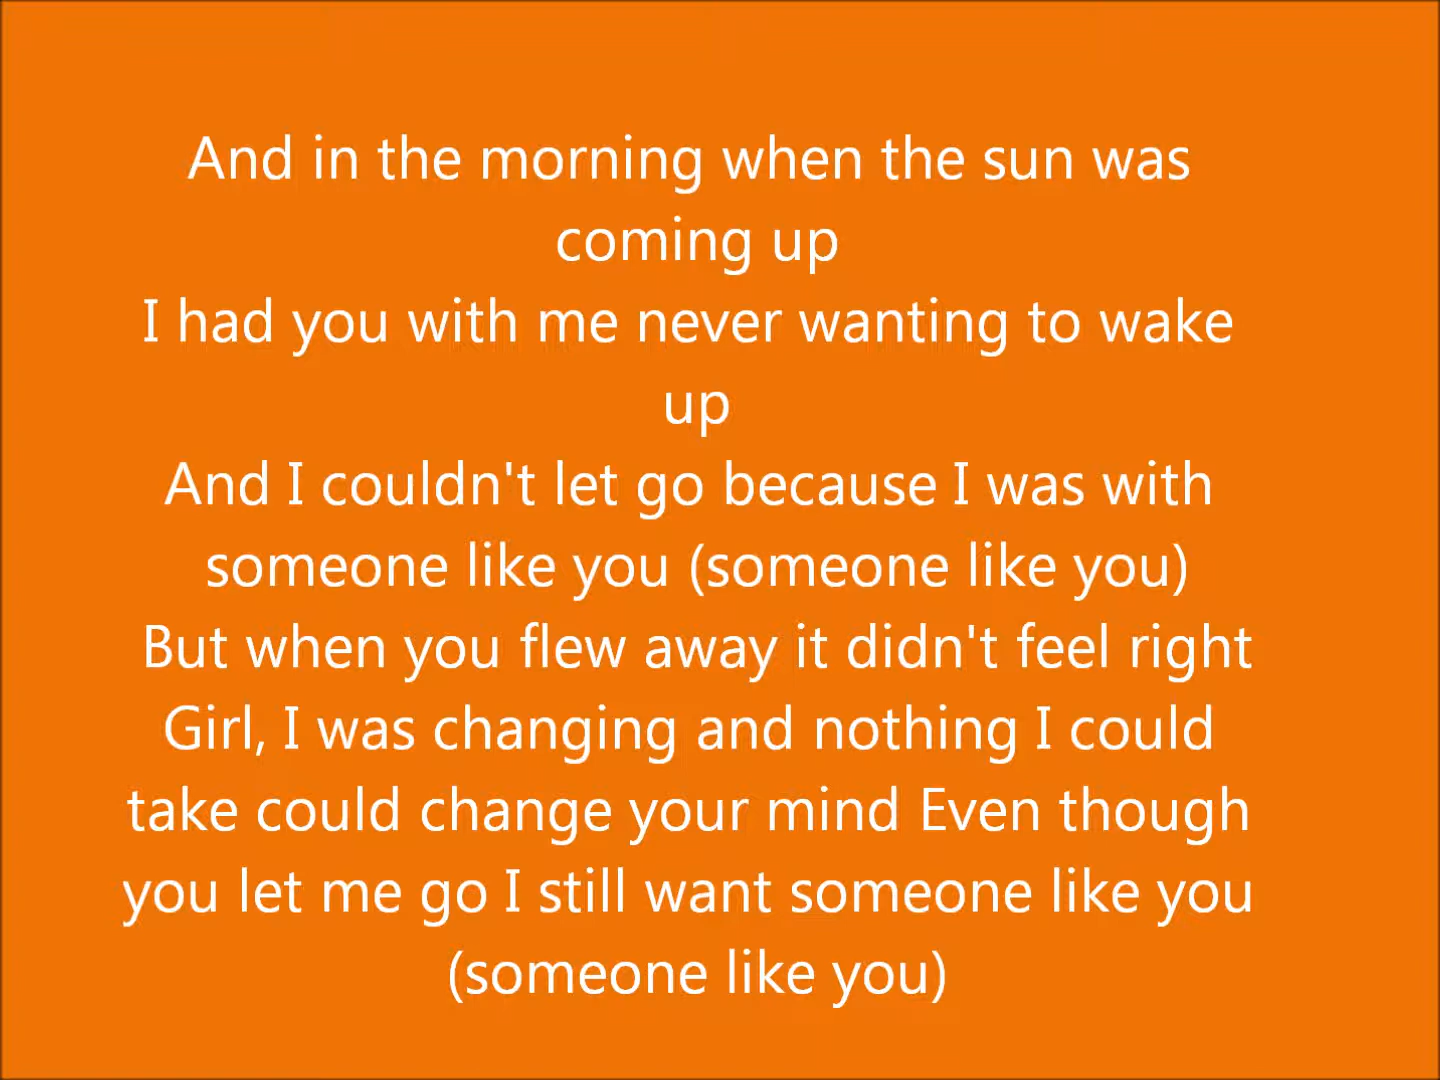 And in the morning when the sun was
coming up
I had you with me never wanting to wake
up
And I couldn't let go because I was with
someone like you (someone like you)
But when you flew away it didn't feel right
Girl, I was changing and nothing I could
take could change your mind Even though
you let me go I still want someone like you
(someone like you)